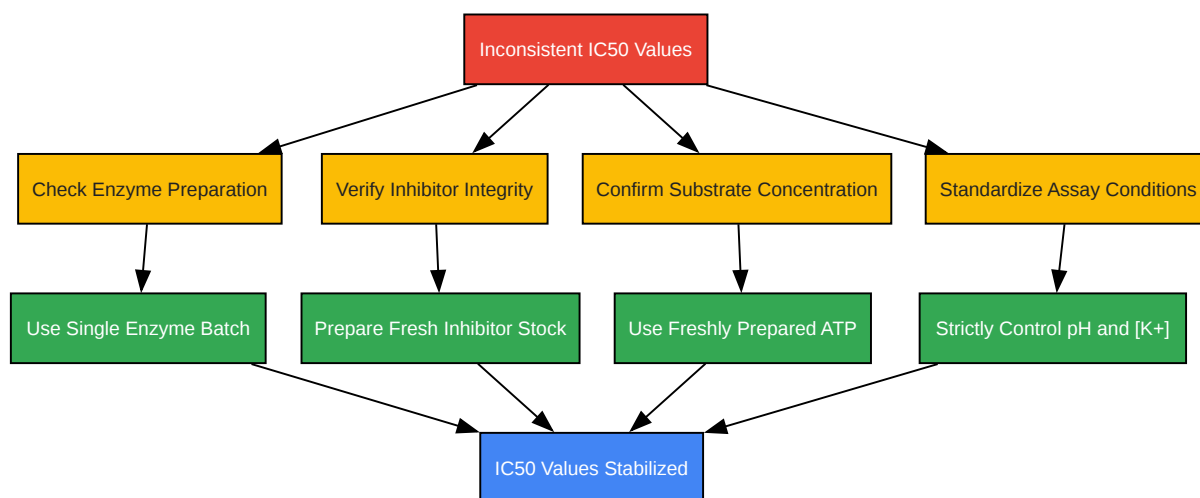 Inconsistent IC50 Values
Check Enzyme Preparation
Verify Inhibitor Integrity
Confirm Substrate Concentration
Standardize Assay Conditions
Use Single Enzyme Batch
Prepare Fresh Inhibitor Stock
Use Freshly Prepared ATP
Strictly Control pH and [K+]
IC50 Values Stabilized